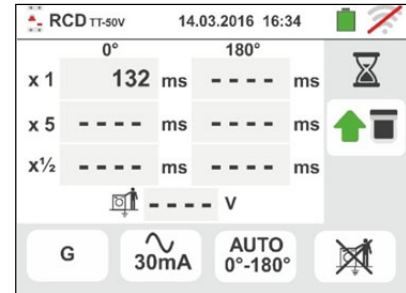 RCD TT-50V 14.03.2016 16:34
0° 180°
x 1 132 ms - - - - ms
x 5 - - - - ms - - - - ms
x½ - - - - ms - - - - ms
- - - - V
G 30mA AUTO
0°-180°